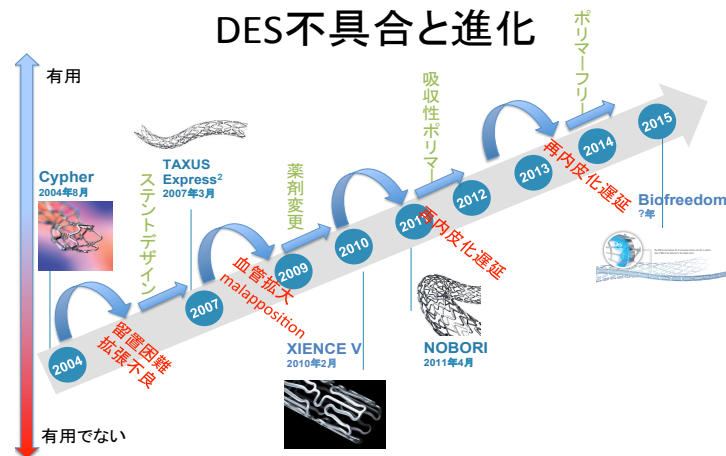 DES不具合と進化
有用
ポリマーフリー
吸収性ポリマー
薬剤変更
ステントデザイン
Cypher
2004年8月
TAXUS
Express2
2007年3月
2004
2007
2009
2010
2011
2012
2013
2014
2015
留置困難
拡張不良
血管拡大
malapposition
再内皮化遅延
再内皮化遅延
XIENCE V
2010年2月
NOBORI
2011年4月
Biofreedom
?年
有用でない